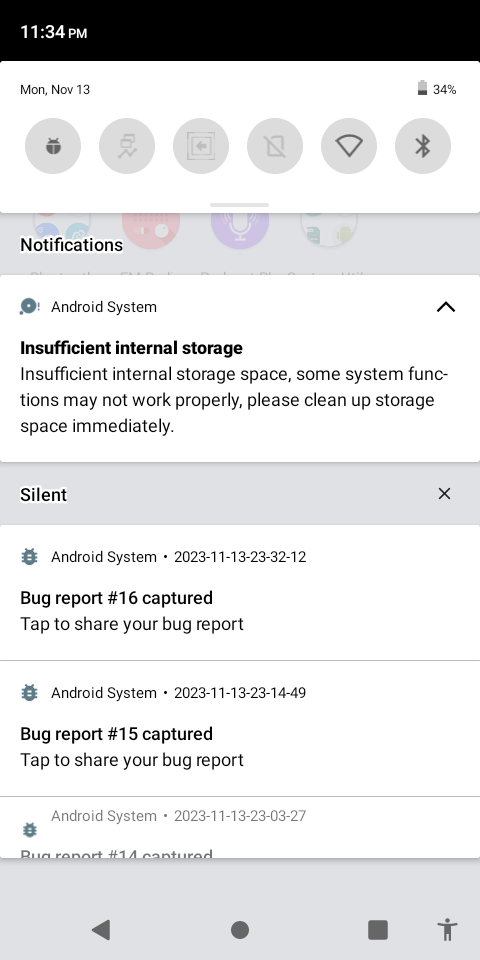 11:34 PM
Mon, Nov 13
34%
Notifications
Android System
Insufficient internal storage
Insufficient internal storage space, some system func-
tions may not work properly, please clean up storage
space immediately.
Silent
Android System • 2023-11-13-23-32-12
Bug report #16 captured
Tap to share your bug report
Android System • 2023-11-13-23-14-49
Bug report #15 captured
Tap to share your bug report
Android System • 2023-11-13-23-03-27
Bug report #14 captured